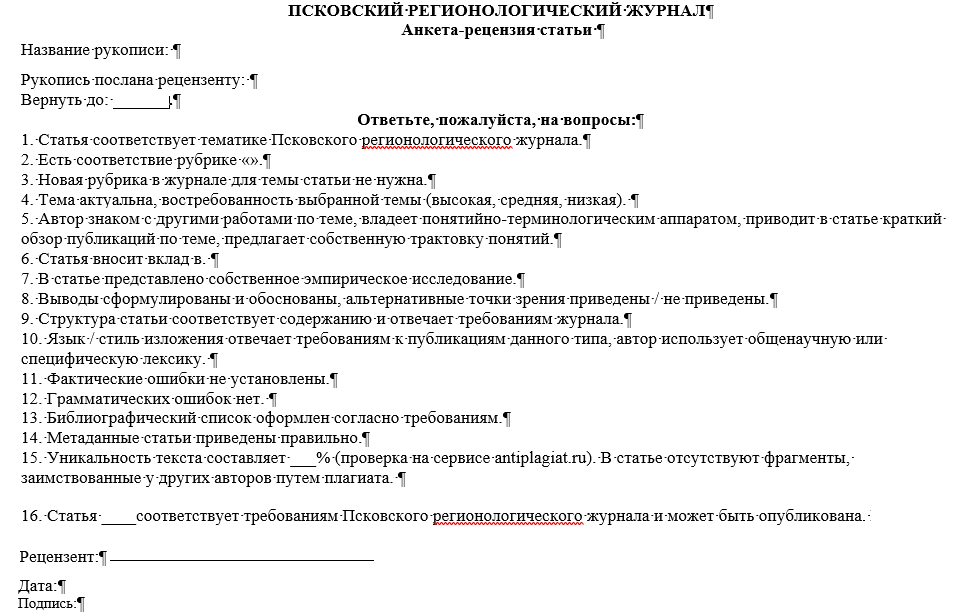 ПСКОВСКИЙ РЕГИОНОЛОГИЧЕСКИЙ ЖУРНАЛ¶
Анкета-рецензия статьи ¶
Название рукописи: ¶
Рукопись послана рецензенту: ¶
Вернуть до: _______.¶
Ответьте, пожалуйста, на вопросы:¶
1. Статья соответствует тематике Псковского регионологического журнала.¶
2. Есть соответствие рубрике «».¶
3. Новая рубрика в журнале для темы статьи не нужна.¶
4. Тема актуальна, востребованность выбранной темы (высокая, средняя, низкая). ¶
5. Автор знаком с другими работами по теме, владеет понятийно-терминологическим аппаратом, приводит в статье краткий
обзор публикаций по теме, предлагает собственную трактовку понятий.¶
6. Статья вносит вклад в. ¶
7. В статье представлено собственное эмпирическое исследование.¶
8. Выводы сформулированы и обоснованы, альтернативные точки зрения приведены / не приведены.¶
9. Структура статьи соответствует содержанию и отвечает требованиям журнала.¶
10. Язык / стиль изложения отвечает требованиям к публикациям данного типа, автор использует общенаучную или
специфическую лексику. ¶
11. Фактические ошибки не установлены.¶
12. Грамматических ошибок нет. ¶
13. Библиографический список оформлен согласно требованиям.¶
14. Метаданные статьи приведены правильно.¶
15. Уникальность текста составляет ___% (проверка на сервисе antiplagiat.ru). В статье отсутствуют фрагменты,
заимствованные у других авторов путем плагиата. ¶
16. Статья ____соответствует требованиям Псковского регионологического журнала и может быть опубликована.
Рецензент:¶
Дата:¶
Подпись:¶